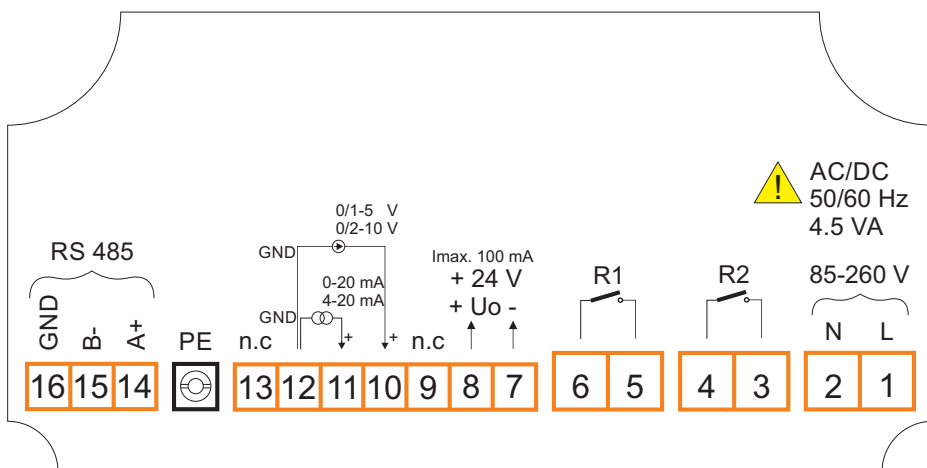 !
AC/DC
50/60 Hz
4.5 VA
0/1-5 V
0/2-10 V
GND
0-20 mA
4-20 mA
GND
RS 485
Imax. 100 mA
+ 24 V
+ Uo -
R1
R2
85-260 V
GND
B-
A+
PE
n.c
+
+
n.c
N
L
16 15 14
13 12 11 10 9 8 7
6 5
4 3
2 1